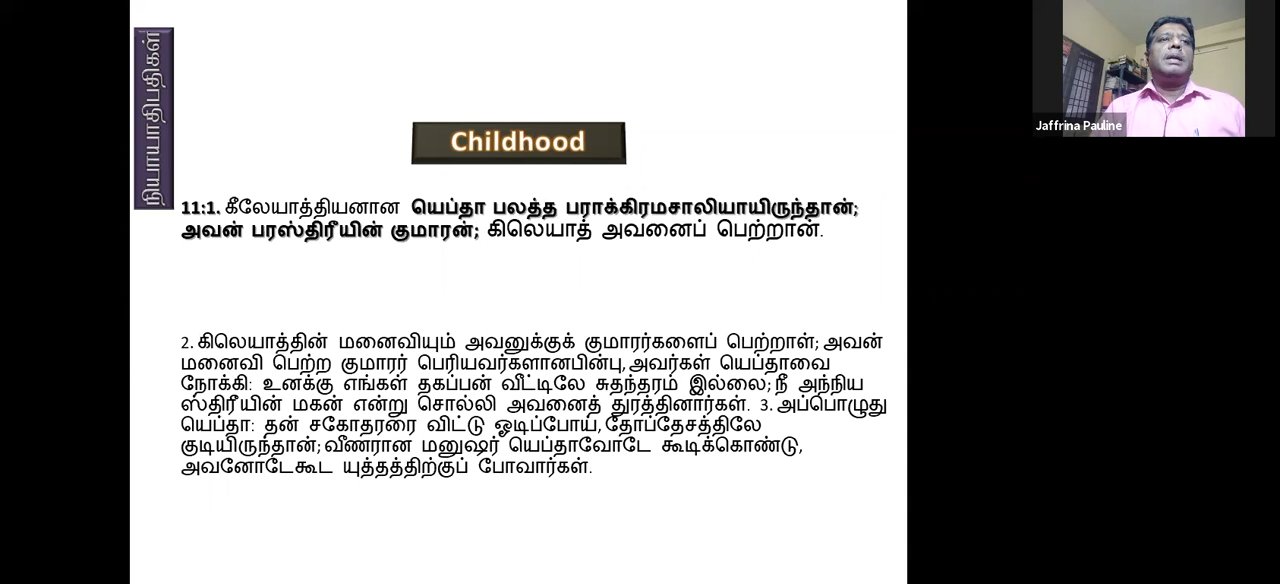 நியாயாதிபதிகள்
Childhood
11:1. கீலேயாத்தியனான யெப்தா பலத்த பராக்கிரமசாலியாயிருந்தான்;
அவன் பரஸ்திரீயின் குமாரன்; கிலெயாத் அவனைப் பெற்றான்.
2. கிலெயாத்தின் மனைவியும் அவனுக்குக் குமாரர்களைப் பெற்றாள்; அவன்
மனைவி பெற்ற குமாரர் பெரியவர்களானபின்பு, அவர்கள் யெப்தாவை
நோக்கி: உனக்கு எங்கள் தகப்பன் வீட்டிலே சுதந்தரம் இல்லை; நீ அந்நிய
ஸ்திரீயின் மகன் என்று சொல்லி அவனைத் துரத்தினார்கள். 3. அப்பொழுது
யெப்தா: தன் சகோதரரை விட்டு ஓடிப்போய், தோப்தேசத்திலே
குடியிருந்தான்; வீணரான மனுஷர் யெப்தாவோடே கூடிக்கொண்டு,
அவனோடேகூட யுத்தத்திற்குப் போவார்கள்.
Jaffrina Pauline